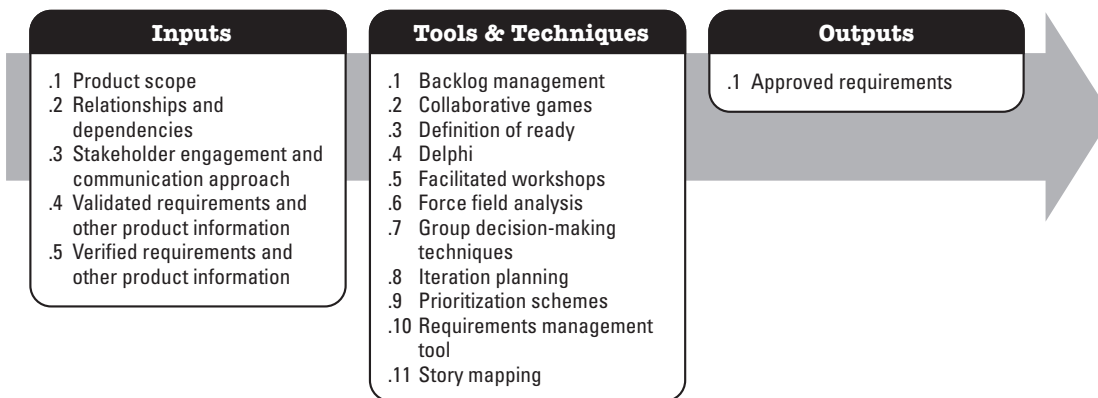 Inputs
.1 Product scope
.2 Relationships and
dependencies
.3 Stakeholder engagement and
communication approach
.4 Validated requirements and
other product information
.5 Verified requirements and
other product information
Tools & Techniques
.1 Backlog management
.2 Collaborative games
.3 Definition of ready
.4 Delphi
.5 Facilitated workshops
.6 Force field analysis
.7 Group decision-making
techniques
.8 Iteration planning
.9 Prioritization schemes
.10 Requirements management
tool
.11 Story mapping
Outputs
.1 Approved requirements